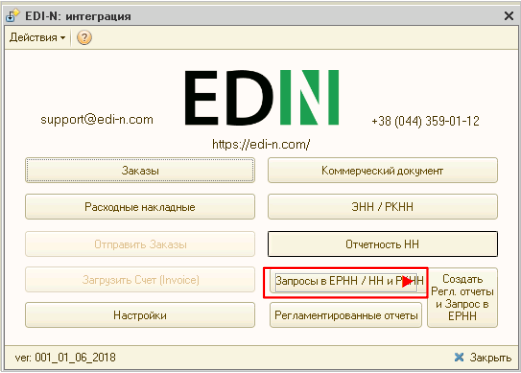 EDI-N: интеграция
Действия
EDIN
support@edi-n.com
+38 (044) 359-01-12
https://edi-n.com/
Заказы
Коммерческий документ
Расходные накладные
ЭНН / РКНН
Отправить Заказы
Отчетность НН
Загрузить Счет (Invoice)
Запросы в ЕРНН / НН и РКНН
Создать
Регл. отчеты
и Запрос в
ЕРНН
Настройки
Регламентированные отчеты
ver: 001_01_06_2018
Закрыть